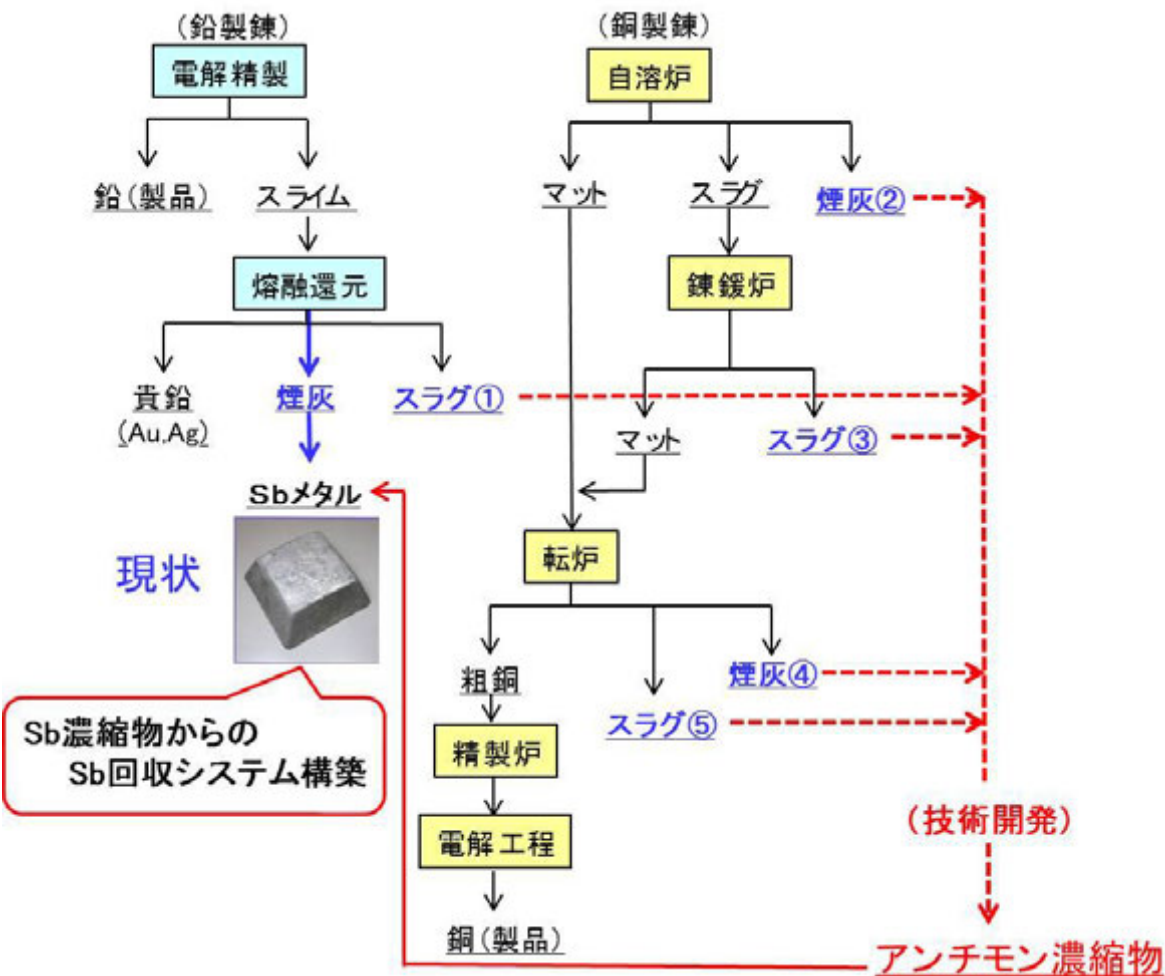 (鉛製錬)
電解精製
鉛(製品)
スライム
熔融還元
貴鉛
(Au,Ag)
煙灰
スラグ①
Sbメタル
現状
Sb濃縮物からの
Sb回収システム構築
(銅製錬)
自溶炉
マット
スラグ
煙灰②
錬鍰炉
マット
スラグ③
転炉
粗銅
スラグ⑤
煙灰④
精製炉
電解工程
銅(製品)
(技術開発)
アンチモン濃縮物